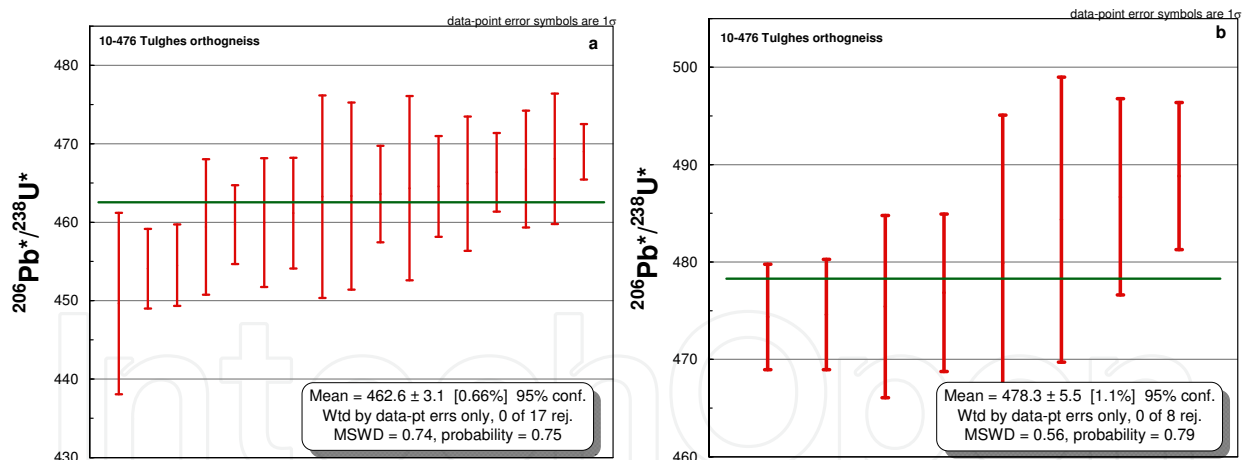 data-point error symbols are 1σ
10-476 Tulghes orthogneiss
a
480
470
460
450
440
430
206Pb*/238U*
Mean = 462.6 ± 3.1 [0.66%] 95% conf.
Wtd by data-pt errs only, 0 of 17 rej.
MSWD = 0.74, probability = 0.75
data-point error symbols are 1σ
10-476 Tulghes orthogneiss
b
500
490
480
470
460
206Pb*/238U*
Mean = 478.3 ± 5.5 [1.1%] 95% conf.
Wtd by data-pt errs only, 0 of 8 rej.
MSWD = 0.56, probability = 0.79
IntechOpen